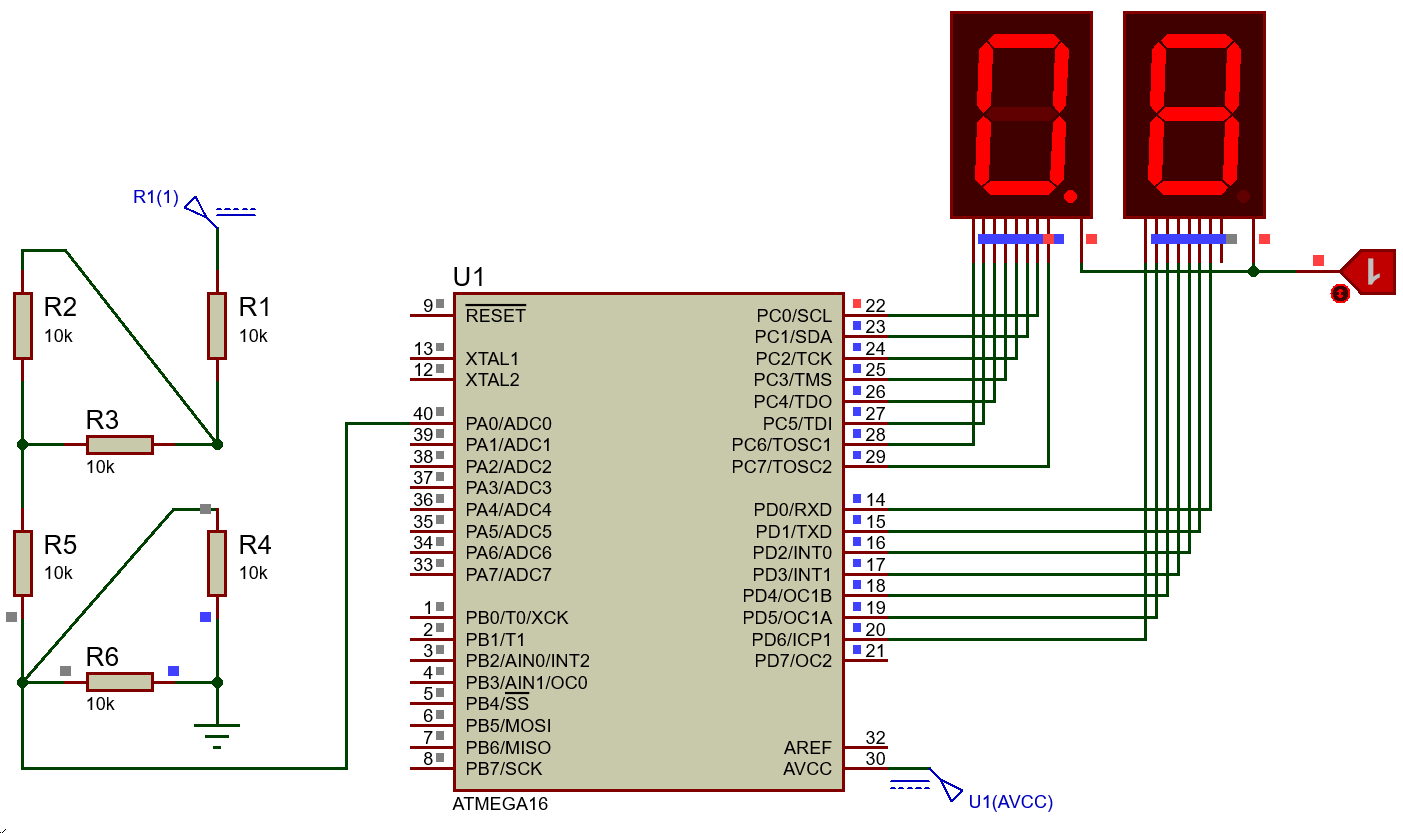 0. 8
R1(1)
R2
10k
R1
10k
R3
10k
R5
10k
R4
10k
R6
10k
U1
9 RESET
13 XTAL1
12 XTAL2
40 PA0/ADC0
39 PA1/ADC1
38 PA2/ADC2
37 PA3/ADC3
36 PA4/ADC4
35 PA5/ADC5
34 PA6/ADC6
33 PA7/ADC7
1 PB0/T0/XCK
2 PB1/T1
3 PB2/AIN0/INT2
4 PB3/AIN1/OC0
5 PB4/SS
6 PB5/MOSI
7 PB6/MISO
8 PB7/SCK
PC0/SCL 22
PC1/SDA 23
PC2/TCK 24
PC3/TMS 25
PC4/TDO 26
PC5/TDI 27
PC6/TOSC1 28
PC7/TOSC2 29
PD0/RXD 14
PD1/TXD 15
PD2/INT0 16
PD3/INT1 17
PD4/OC1B 18
PD5/OC1A 19
PD6/ICP1 20
PD7/OC2 21
AREF 32
AVCC 30
ATMEGA16
U1(AVCC)
1